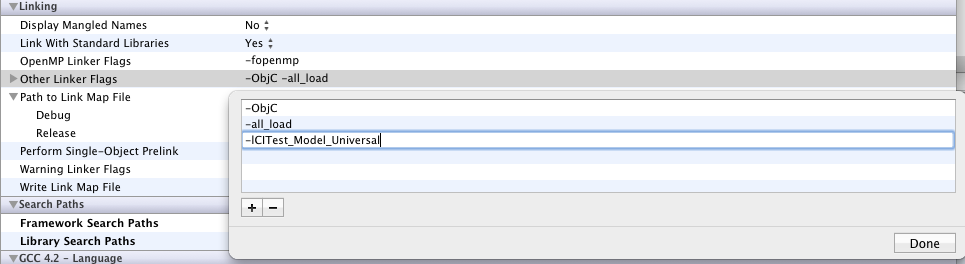 Linking
Display Mangled Names No
Link With Standard Libraries Yes
OpenMP Linker Flags -fopenmp
Other Linker Flags -ObjC -all_load
Path to Link Map File
Debug
Release
Perform Single-Object Prelink
Warning Linker Flags
Write Link Map File
Search Paths
Framework Search Paths
Library Search Paths
GCC 4.2 - Language
-ObjC
-all_load
-lCITest_Model_Universal
+ −
Done